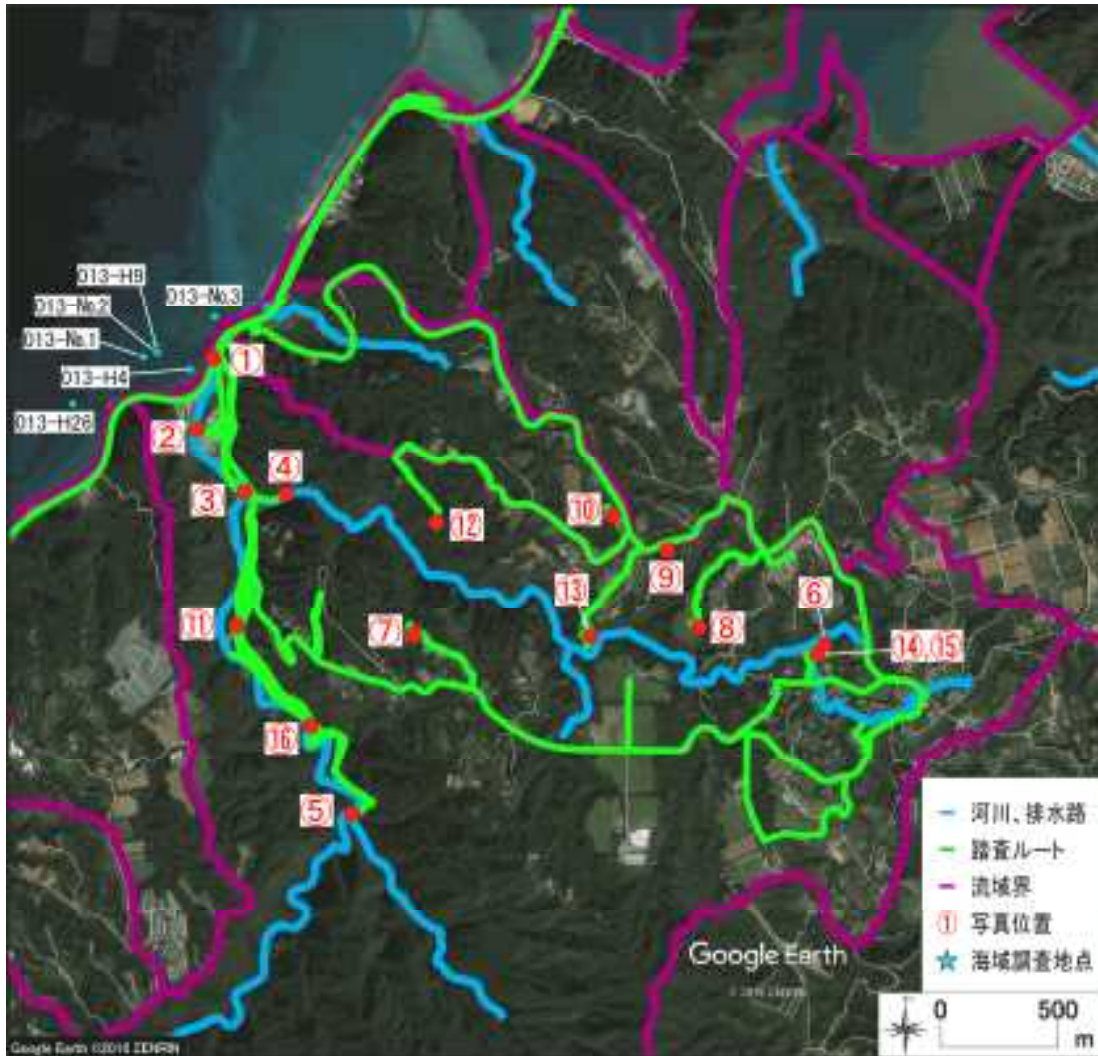 D13-H9
D13-No.2
D13-No.3
D13-No.1
①
D13-H4
D13-H26
②
③
④
⑫
⑩
⑨
⑬
⑥
⑪
⑦
⑧
⑭,⑮
⑯
⑤
河川、排水路
踏査ルート
流域界
① 写真位置
海域調査地点
Google Earth
© 2016 ZENRIN
0 500
m
Google Earth ©2016 ZENRIN